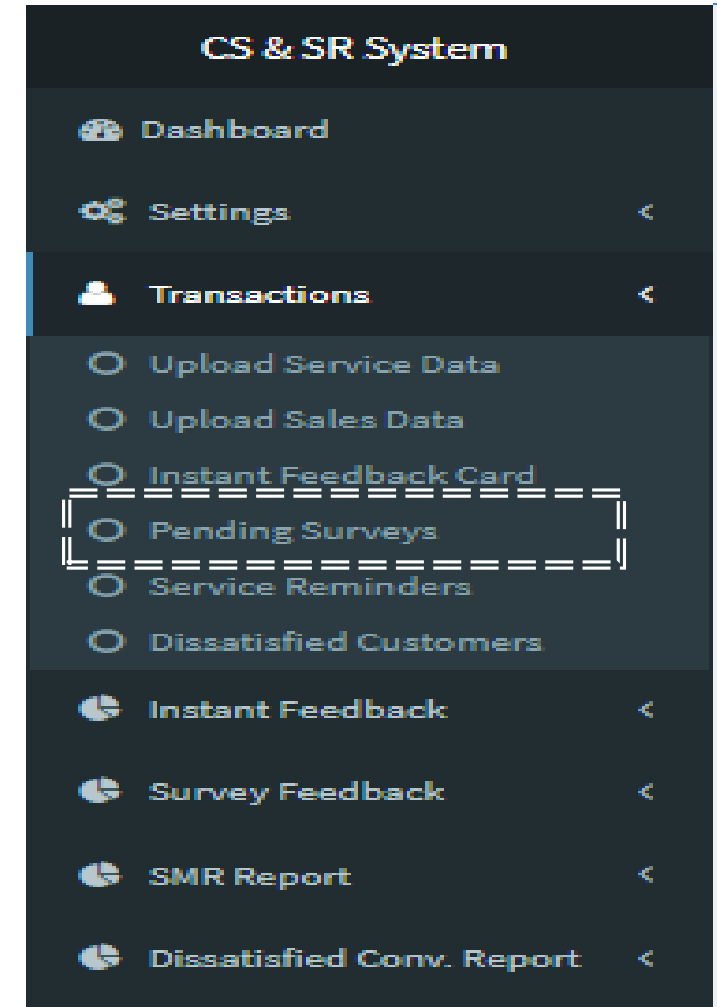 CS & SR System
Dashboard
Settings
Transactions
Upload Service Data
Upload Sales Data
Instant Feedback Card
Pending Surveys
Service Reminders
Dissatisfied Customers
Instant Feedback
Survey Feedback
SMR Report
Dissatisfied Conv. Report